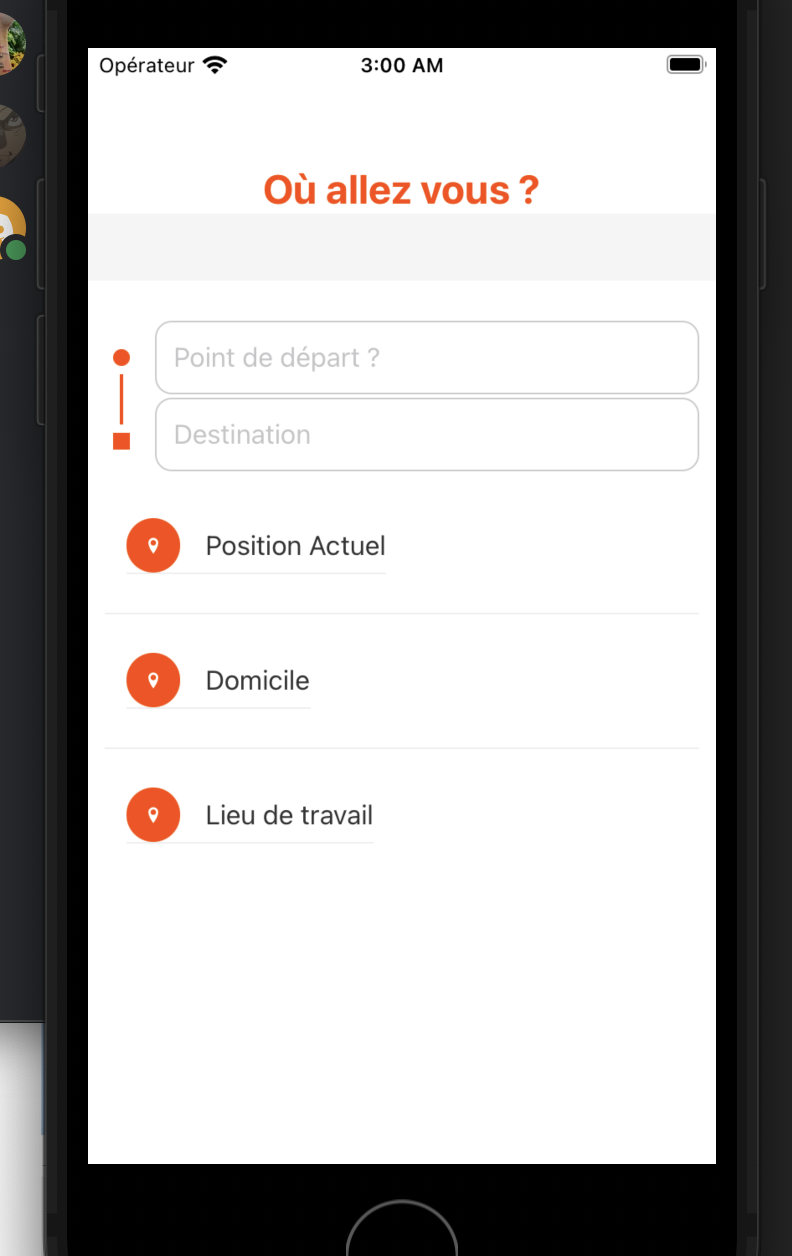 Opérateur 3:00 AM
Où allez vous ?
Point de départ ?
Destination
Position Actuel
Domicile
Lieu de travail